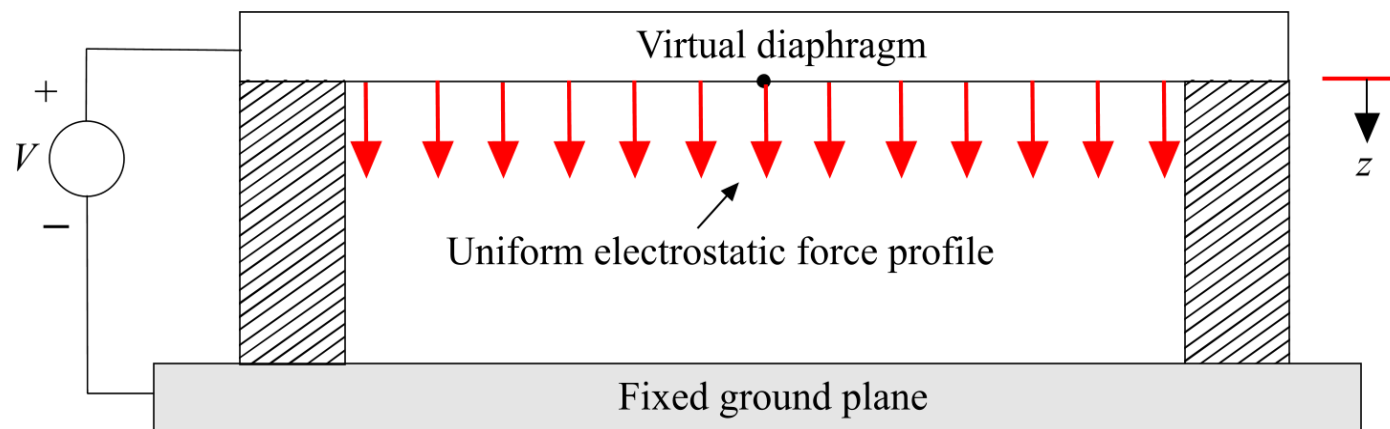 Virtual diaphragm
+
V
−
z
Uniform electrostatic force profile
Fixed ground plane